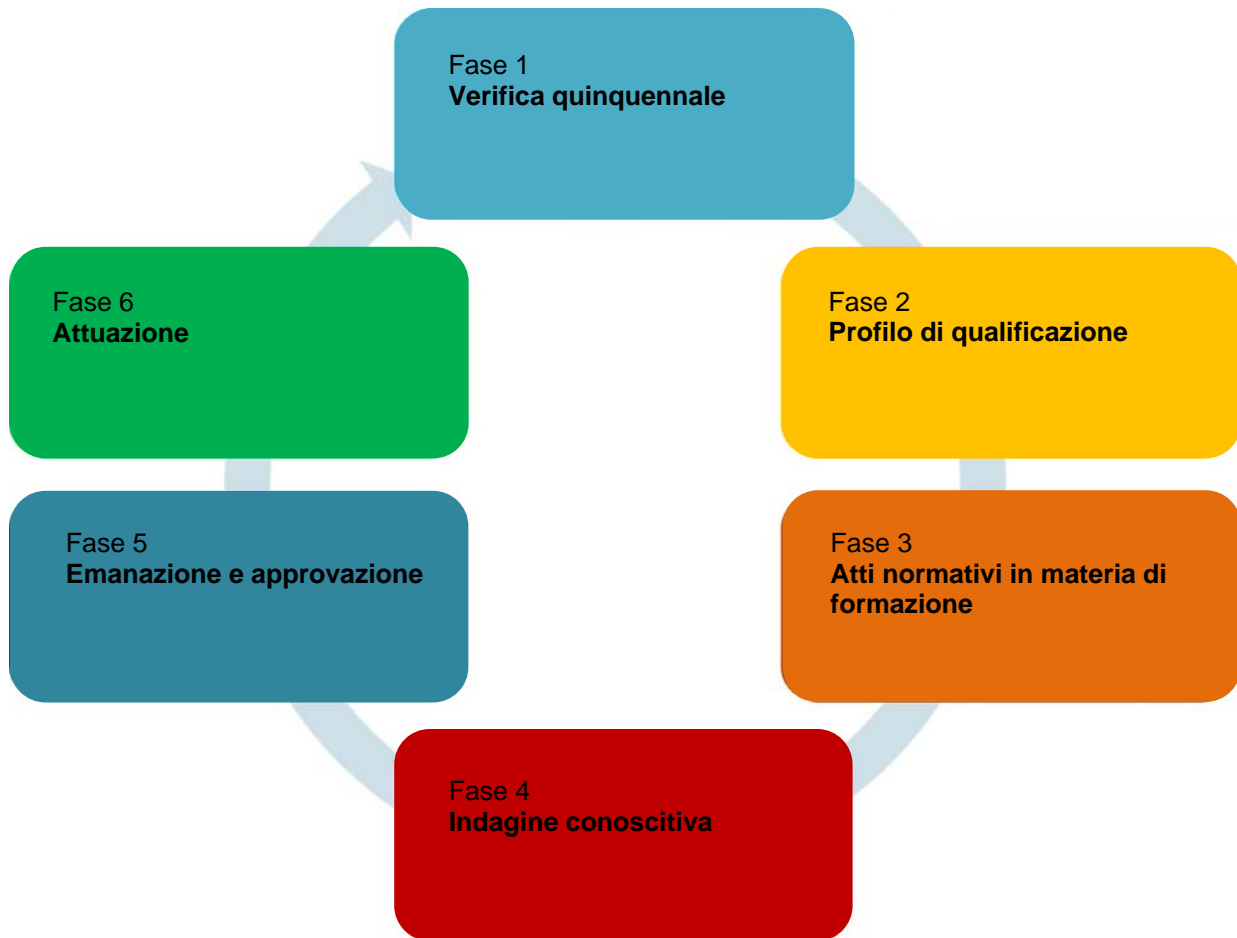 Fase 1
Verifica quinquennale
Fase 2
Profilo di qualificazione
Fase 3
Atti normativi in materia di
formazione
Fase 4
Indagine conoscitiva
Fase 5
Emanazione e approvazione
Fase 6
Attuazione